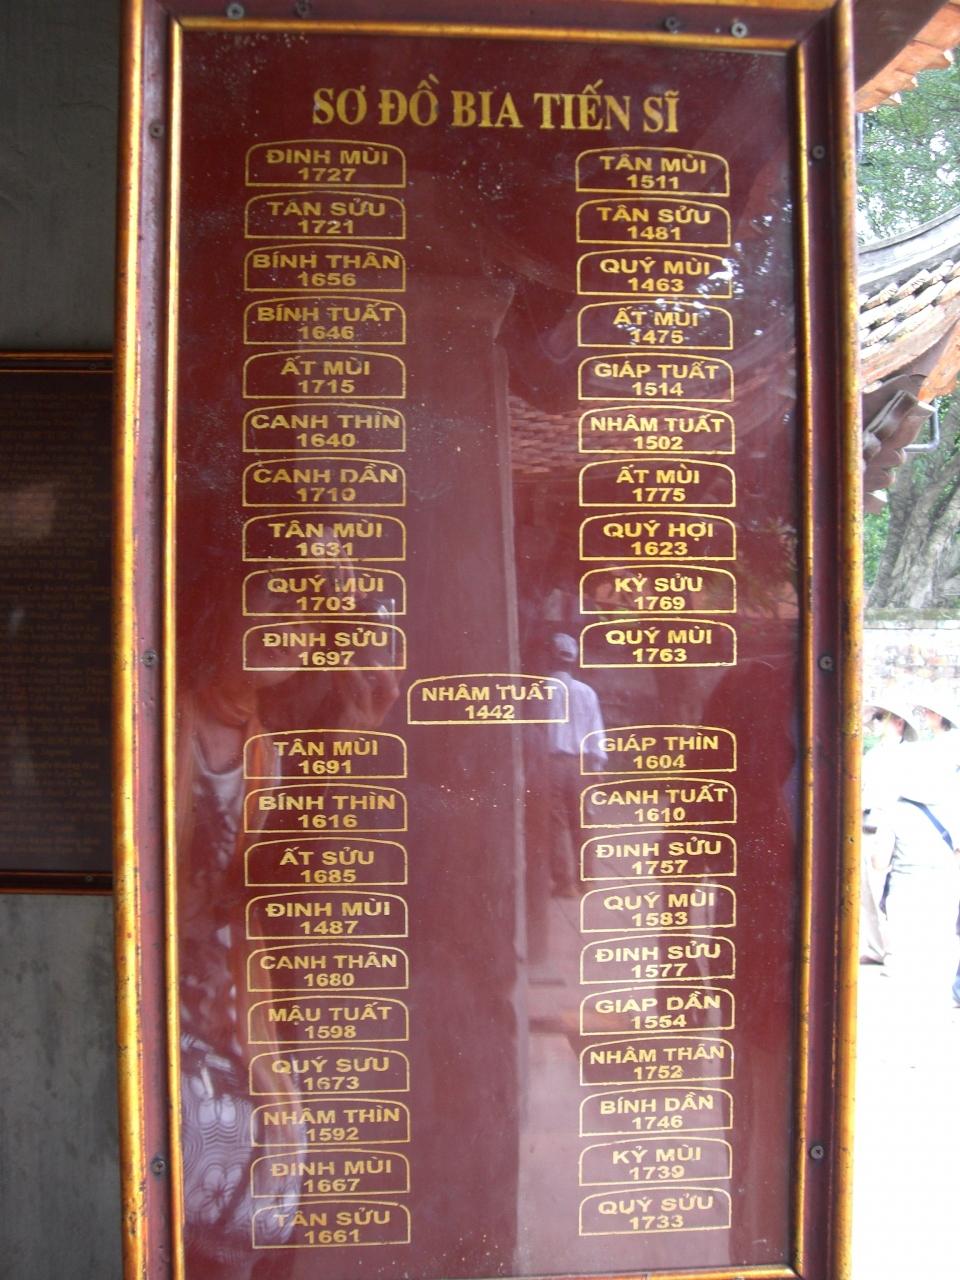 SƠ ĐỒ BIA TIẾN SĨ
ĐINH MÙI
1727
TÂN SỬU
1721
BÍNH THÂN
1656
BÍNH TUẤT
1646
ẤT MÙI
1715
CANH THÌN
1640
CANH DẦN
1710
TÂN MÙI
1631
QUÝ MÙI
1703
ĐINH SỬU
1697
TÂN MÙI
1511
TÂN SỬU
1481
QUÝ MÙI
1463
ẤT MÙI
1475
GIÁP TUẤT
1514
NHÂM TUẤT
1502
ẤT MÙI
1775
QUÝ HỢI
1623
KỶ SỬU
1769
QUÝ MÙI
1763
NHÂM TUẤT
1442
TÂN MÙI
1691
BÍNH THÌN
1616
ẤT SỬU
1685
ĐINH MÙI
1487
CANH THÂN
1680
MẬU TUẤT
1598
QUÝ SƯU
1673
NHÂM THÌN
1592
ĐINH MÙI
1667
TÂN SỬU
1661
GIÁP THÌN
1604
CANH TUẤT
1610
ĐINH SỬU
1757
QUÝ MÙI
1583
ĐINH SỬU
1577
GIÁP DẦN
1554
NHÂM THÂN
1752
BÍNH DẦN
1746
KỶ MÙI
1739
QUÝ SỬU
1733